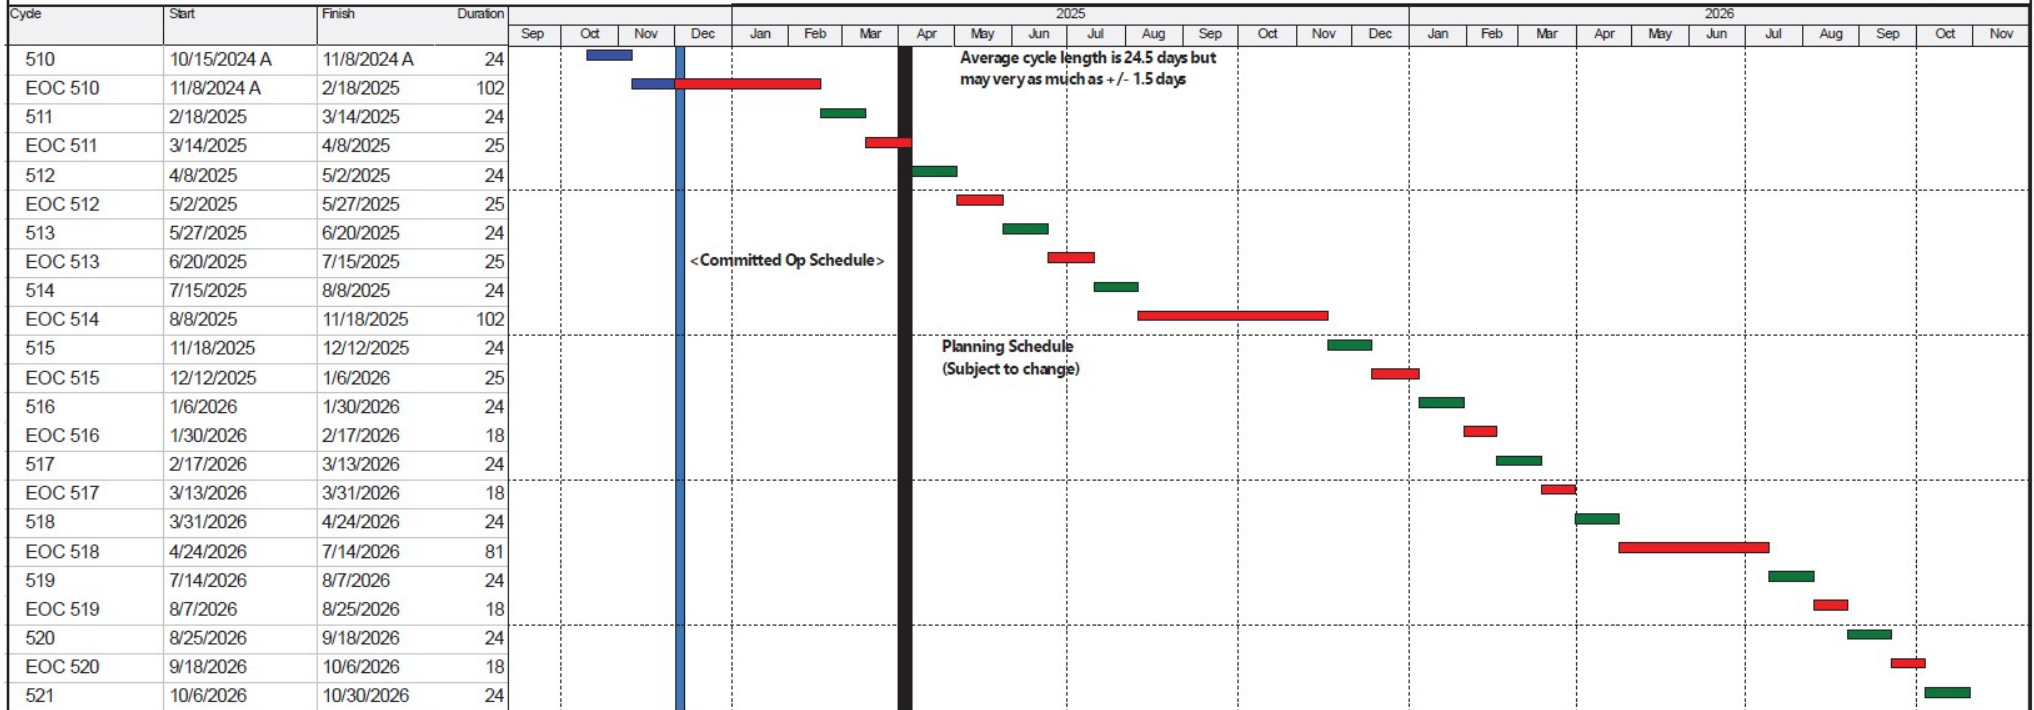 Cycle Start Finish Duration 2025 2026
Sep Oct Nov Dec Jan Feb Mar Apr May Jun Jul Aug Sep Oct Nov Dec Jan Feb Mar Apr May Jun Jul Aug Sep Oct Nov
510 10/15/2024 A 11/8/2024 A 24
Average cycle length is 24.5 days but
may very as much as +/- 1.5 days
EOC 510 11/8/2024 A 2/18/2025 102
511 2/18/2025 3/14/2025 24
EOC 511 3/14/2025 4/8/2025 25
512 4/8/2025 5/2/2025 24
EOC 512 5/2/2025 5/27/2025 25
513 5/27/2025 6/20/2025 24
EOC 513 6/20/2025 7/15/2025 25 <Committed Op Schedule>
514 7/15/2025 8/8/2025 24
EOC 514 8/8/2025 11/18/2025 102
515 11/18/2025 12/12/2025 24
Planning Schedule
(Subject to change)
EOC 515 12/12/2025 1/6/2026 25
516 1/6/2026 1/30/2026 24
EOC 516 1/30/2026 2/17/2026 18
517 2/17/2026 3/13/2026 24
EOC 517 3/13/2026 3/31/2026 18
518 3/31/2026 4/24/2026 24
EOC 518 4/24/2026 7/14/2026 81
519 7/14/2026 8/7/2026 24
EOC 519 8/7/2026 8/25/2026 18
520 8/25/2026 9/18/2026 24
EOC 520 9/18/2026 10/6/2026 18
521 10/6/2026 10/30/2026 24